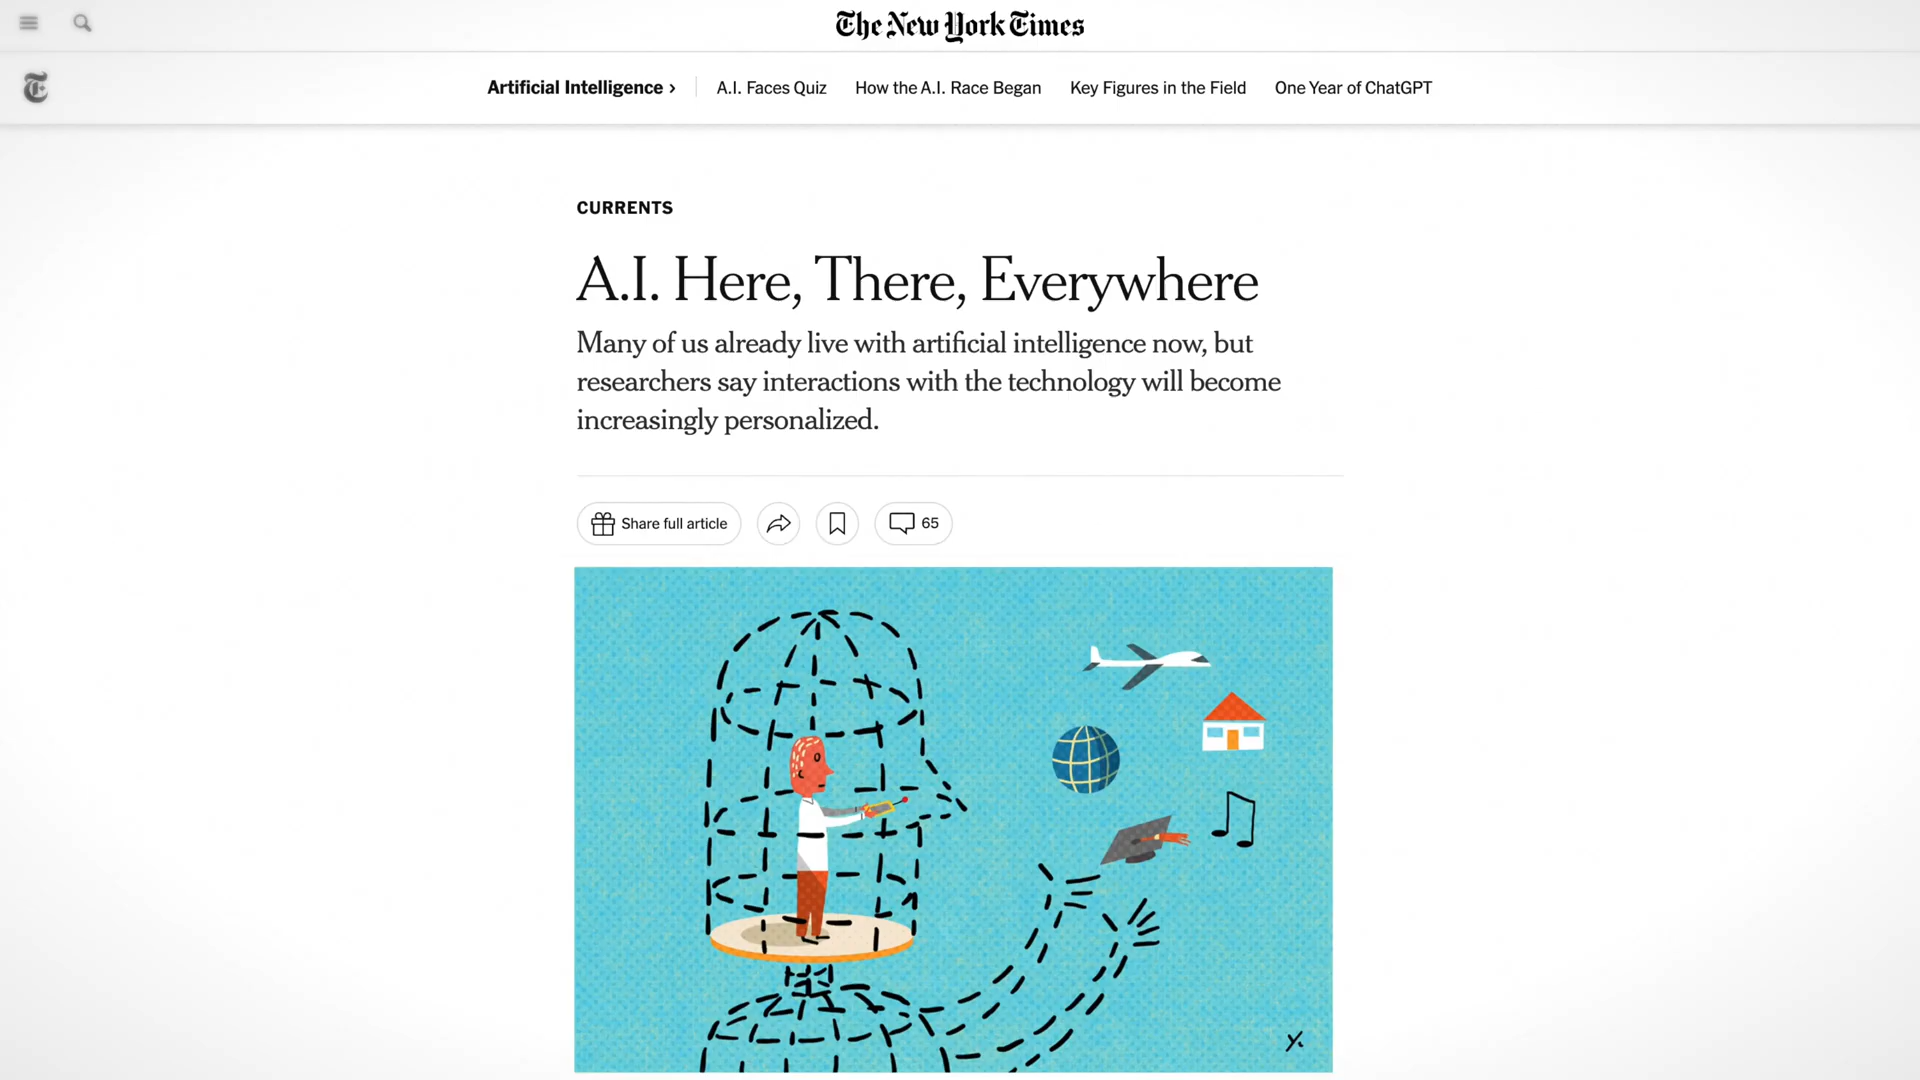 The New York Times
Artificial Intelligence › A.I. Faces Quiz How the A.I. Race Began Key Figures in the Field One Year of ChatGPT
CURRENTS
A.I. Here, There, Everywhere
Many of us already live with artificial intelligence now, but
researchers say interactions with the technology will become
increasingly personalized.
Share full article 65